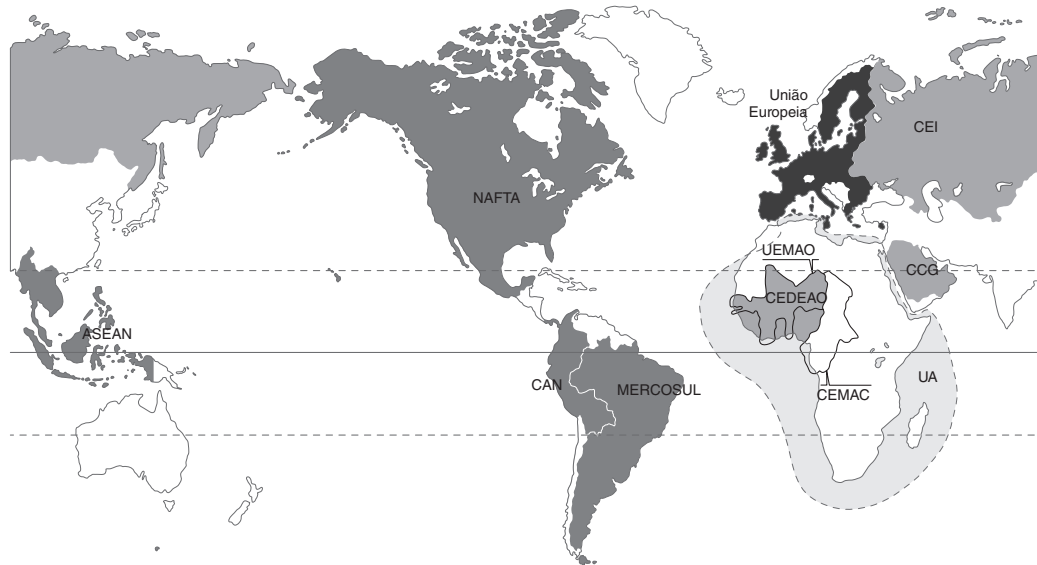 União
Europeia
CEI
NAFTA
UEMAO
CCG
CEDEAO
ASEAN
CAN
MERCOSUL
UA
CEMAC